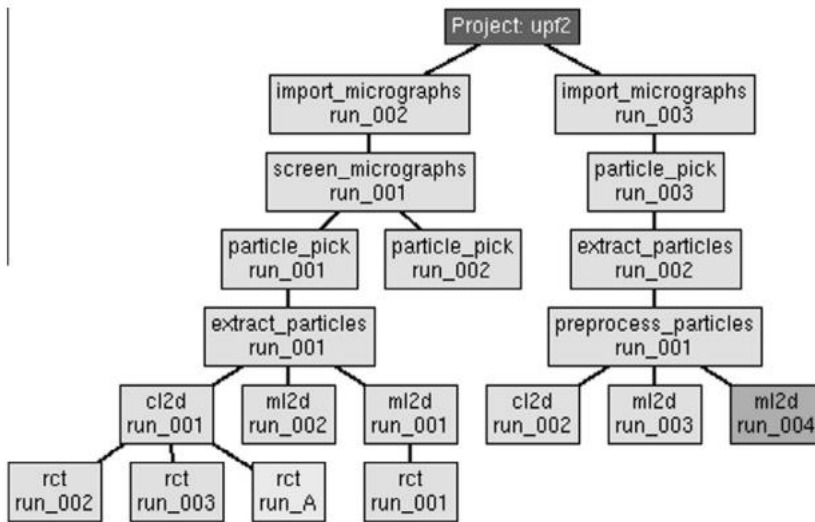 Project: upf2
import_micrographs
run_002
import_micrographs
run_003
screen_micrographs
run_001
particle_pick
run_003
particle_pick
run_001
particle_pick
run_002
extract_particles
run_002
extract_particles
run_001
preprocess_particles
run_001
cl2d
run_001
ml2d
run_002
ml2d
run_001
cl2d
run_002
ml2d
run_003
ml2d
run_004
rct
run_002
rct
run_003
rct
run_A
rct
run_001